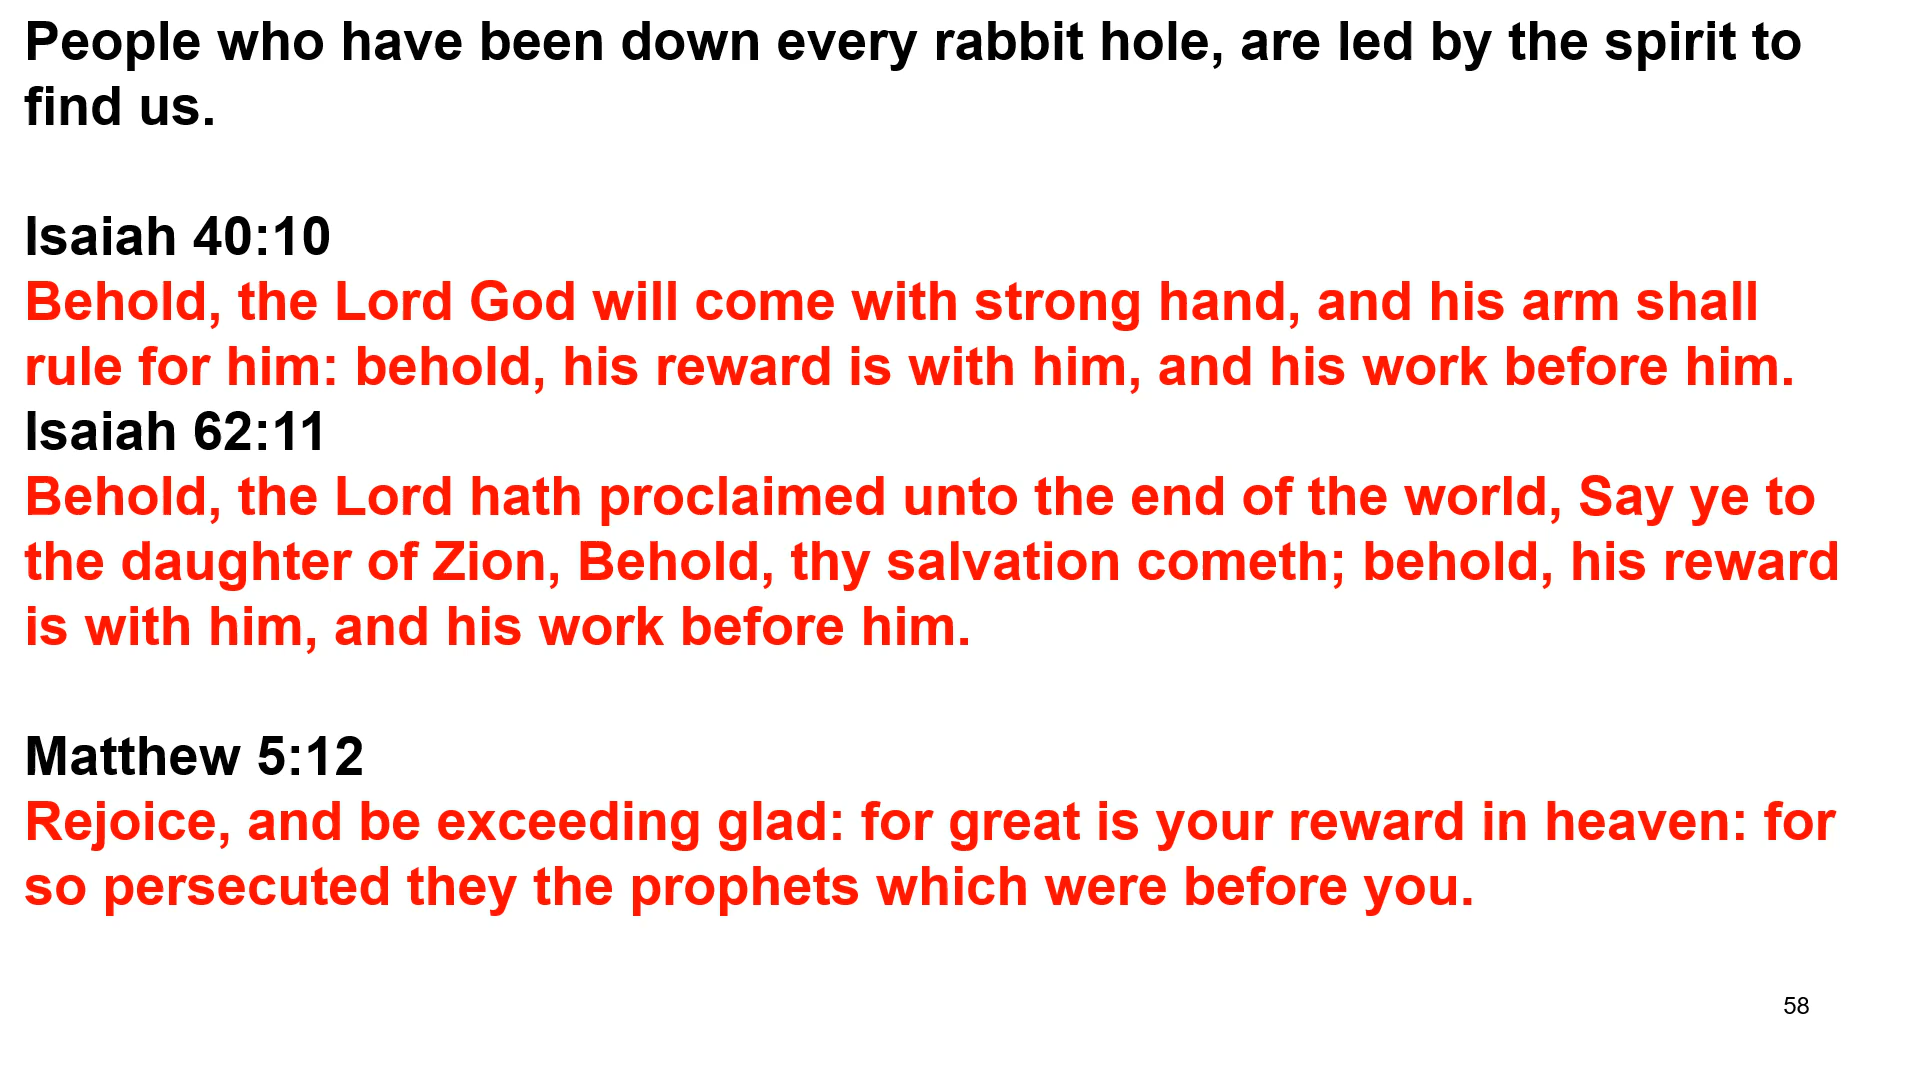 People who have been down every rabbit hole, are led by the spirit to
find us.
Isaiah 40:10
Behold, the Lord God will come with strong hand, and his arm shall
rule for him: behold, his reward is with him, and his work before him.
Isaiah 62:11
Behold, the Lord hath proclaimed unto the end of the world, Say ye to
the daughter of Zion, Behold, thy salvation cometh; behold, his reward
is with him, and his work before him.
Matthew 5:12
Rejoice, and be exceeding glad: for great is your reward in heaven: for
so persecuted they the prophets which were before you.
58